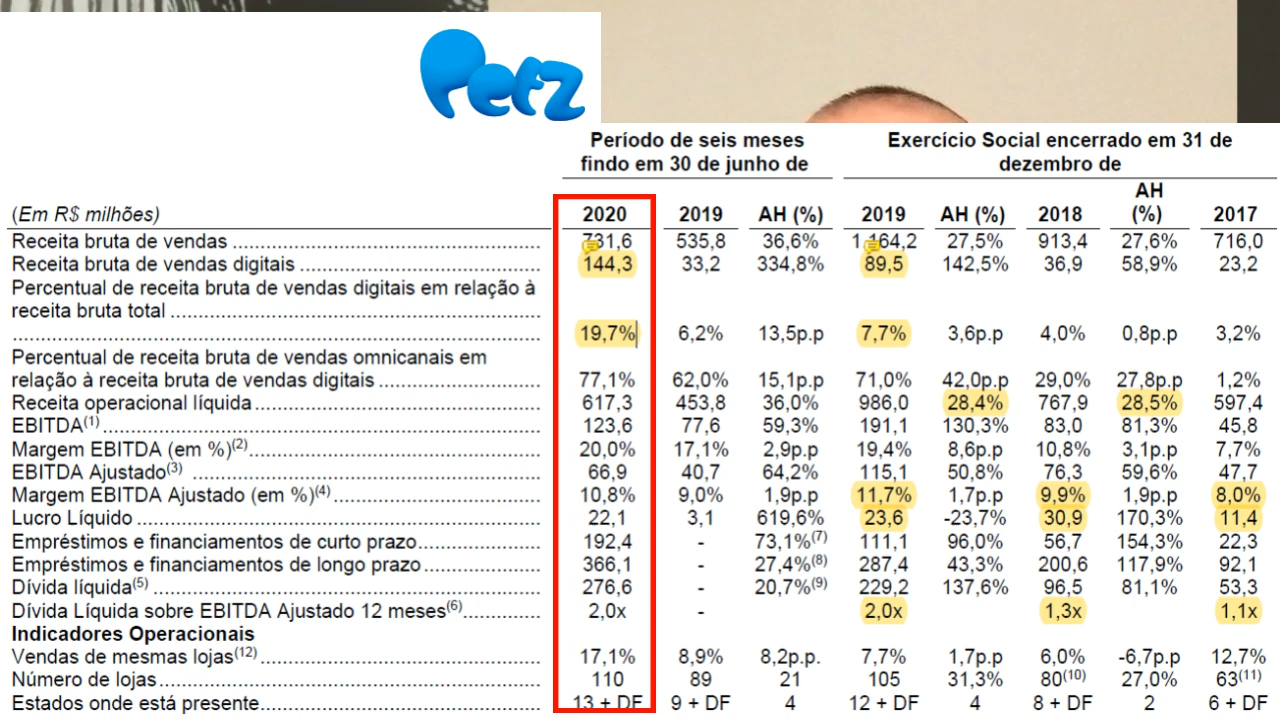 Petz
Período de seis meses findo em 30 de junho de
Exercício Social encerrado em 31 de dezembro de
(Em R$ milhões) 2020 2019 AH (%) 2019 AH (%) 2018 AH (%) 2017
Receita bruta de vendas 731,6 535,8 36,6% 1.164,2 27,5% 913,4 27,6% 716,0
Receita bruta de vendas digitais 144,3 33,2 334,8% 89,5 142,5% 36,9 58,9% 23,2
Percentual de receita bruta de vendas digitais em relação à
receita bruta total
19,7% 6,2% 13,5p.p 7,7% 3,6p.p 4,0% 0,8p.p 3,2%
Percentual de receita bruta de vendas omnicanais em
relação à receita bruta de vendas digitais 77,1% 62,0% 15,1p.p 71,0% 42,0p.p 29,0% 27,8p.p 1,2%
Receita operacional líquida 617,3 453,8 36,0% 986,0 28,4% 767,9 28,5% 597,4
EBITDA(1) 123,6 77,6 59,3% 191,1 130,3% 83,0 81,3% 45,8
Margem EBITDA (em %)(2) 20,0% 17,1% 2,9p.p 19,4% 8,6p.p 10,8% 3,1p.p 7,7%
EBITDA Ajustado(3) 66,9 40,7 64,2% 115,1 50,8% 76,3 59,6% 47,7
Margem EBITDA Ajustado (em %)(4) 10,8% 9,0% 1,9p.p 11,7% 1,7p.p 9,9% 1,9p.p 8,0%
Lucro Líquido 22,1 3,1 619,6% 23,6 -23,7% 30,9 170,3% 11,4
Empréstimos e financiamentos de curto prazo 192,4 - 73,1%(7) 111,1 96,0% 56,7 154,3% 22,3
Empréstimos e financiamentos de longo prazo 366,1 - 27,4%(8) 287,4 43,3% 200,6 117,9% 92,1
Dívida líquida(5) 276,6 - 20,7%(9) 229,2 137,6% 96,5 81,1% 53,3
Dívida Líquida sobre EBITDA Ajustado 12 meses(6) 2,0x - 2,0x 1,3x 1,1x
Indicadores Operacionais
Vendas de mesmas lojas(12) 17,1% 8,9% 8,2p.p. 7,7% 1,7p.p 6,0% -6,7p.p 12,7%
Número de lojas 110 89 21 105 31,3% 80(10) 27,0% 63(11)
Estados onde está presente 13 + DF 9 + DF 4 12 + DF 4 8 + DF 2 6 + DF